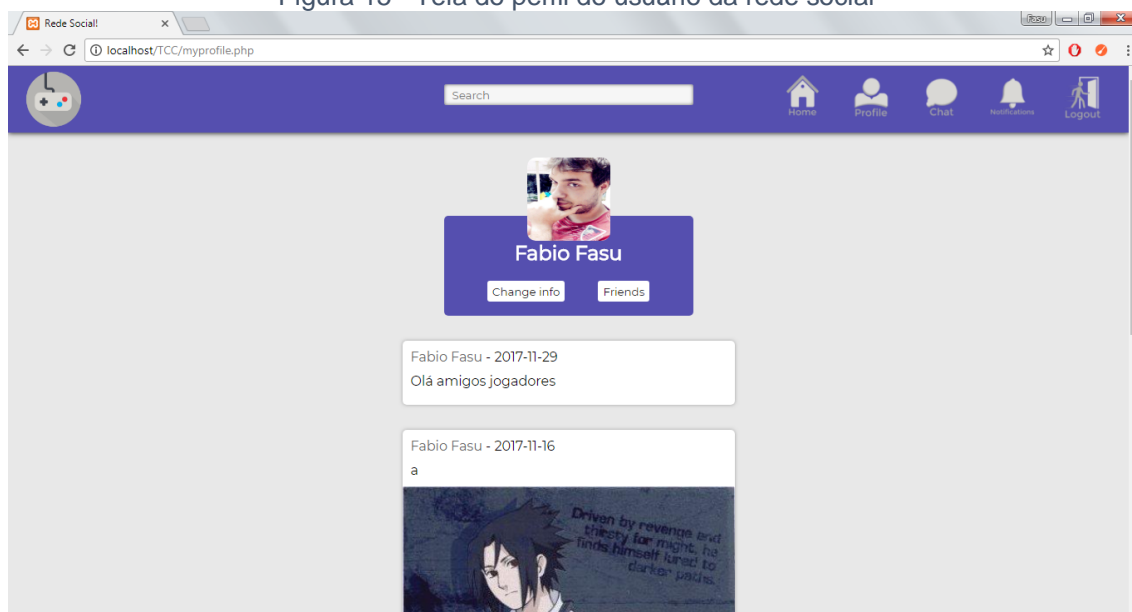 Figura 18 - Tela do perfil do usuário da rede social
Rede Social!
Fasu
localhost/TCC/myprofile.php
Search
Home
Profile
Chat
Notifications
Logout
Fabio Fasu
Change info
Friends
Fabio Fasu - 2017-11-29
Olá amigos jogadores
Fabio Fasu - 2017-11-16
a
Driven by revenge and
thirsty for might, he
finds himself lured to
darker paths.